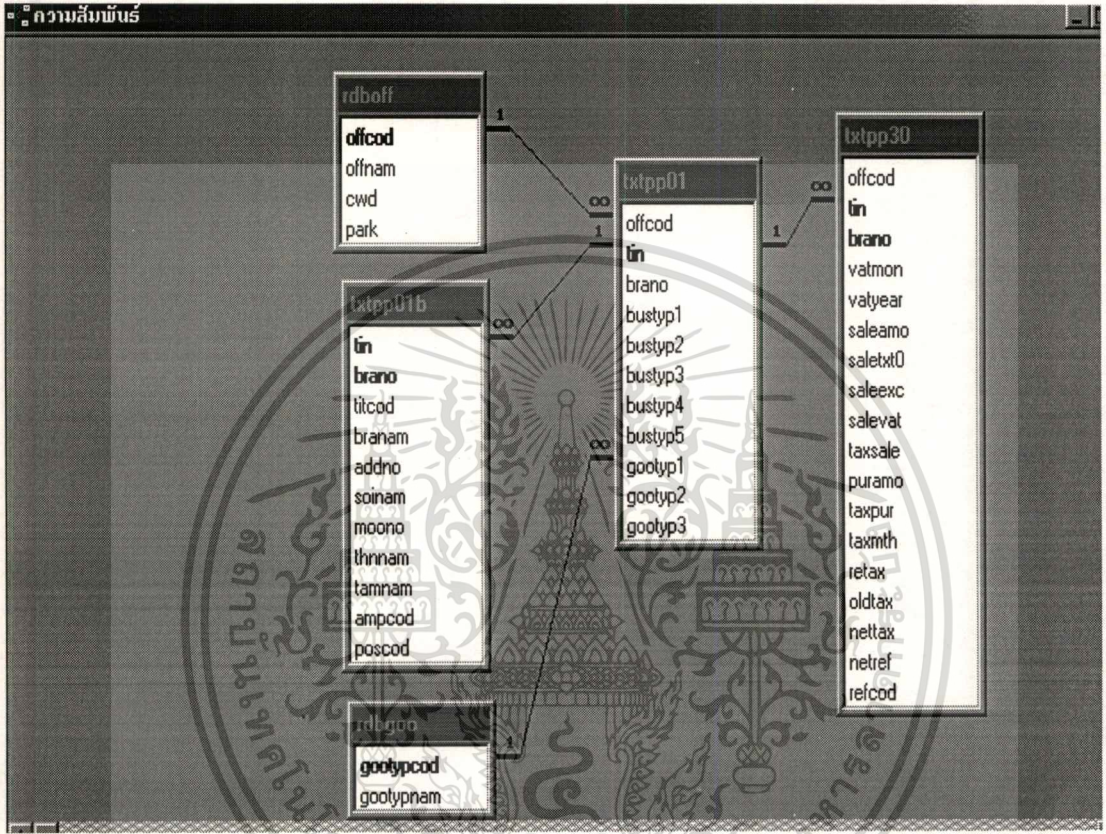 ความสัมพันธ์
rdboff
offcod
offnam
cwd
park
1
∞
txtpp01b
tin
brano
titcod
branam
addno
soinam
moono
thnnam
tamnam
ampcod
poscod
∞
1
rdbgoo
gootypcod
gootypnam
1
∞
txtpp01
offcod
tin
brano
bustyp1
bustyp2
bustyp3
bustyp4
bustyp5
gootyp1
gootyp2
gootyp3
1
∞
txtpp30
offcod
tin
brano
vatmon
vatyear
saleamo
saletxt0
saleexc
salevat
taxsale
puramo
taxpur
taxmth
retax
oldtax
nettax
netref
refcod